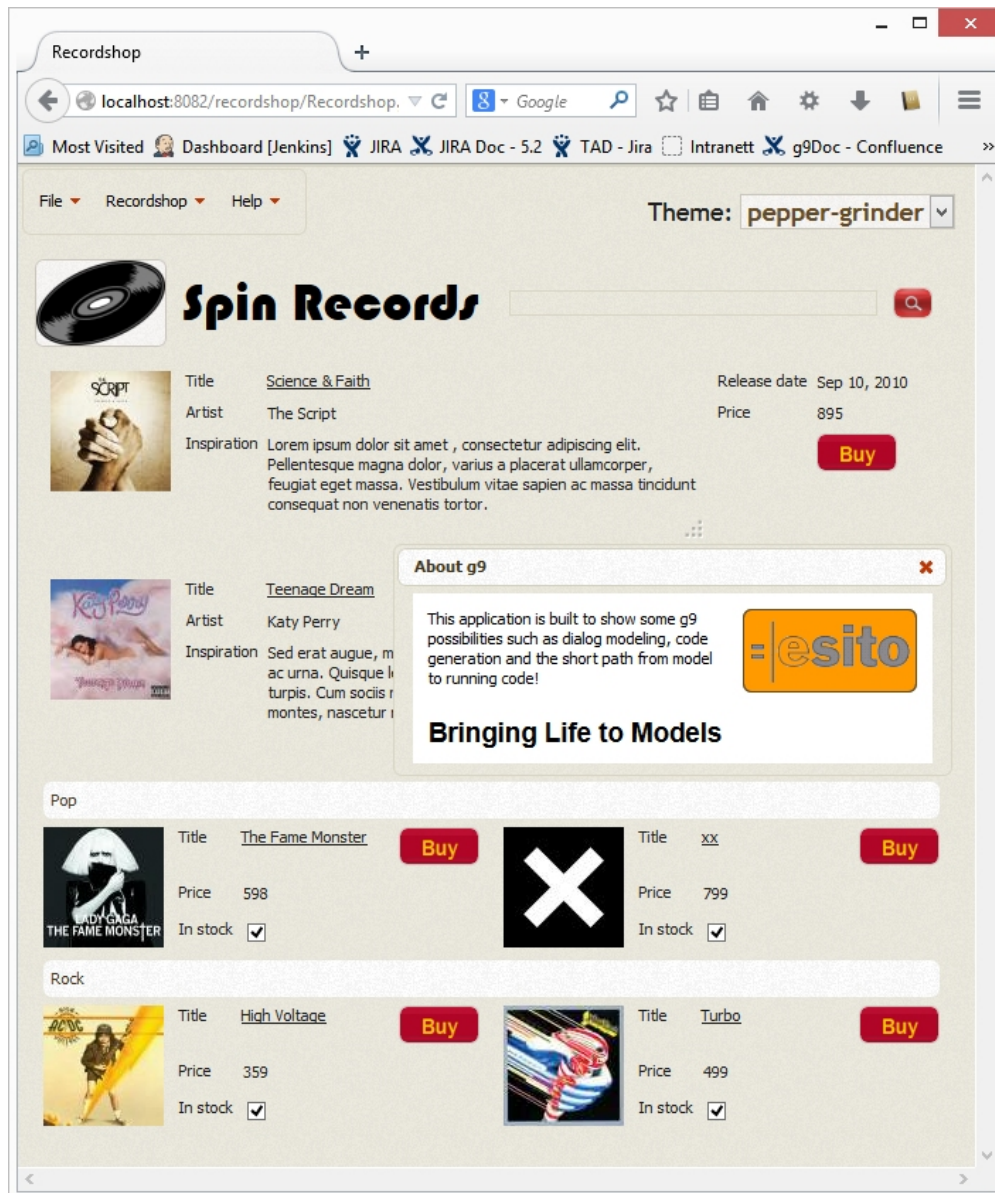 Recordshop
localhost:8082/recordshop/Recordshop.
8 Google
Most Visited Dashboard [Jenkins] JIRA JIRA Doc - 5.2 TAD - Jira Intranett g9Doc - Confluence »
File Recordshop Help
Theme: pepper-grinder
Spin Records
SCRIPT
Title Science & Faith
Release date Sep 10, 2010
Artist The Script
Price 895
Inspiration Lorem ipsum dolor sit amet , consectetur adipiscing elit.
Pellentesque magna dolor, varius a placerat ullamcorper,
feugiat eget massa. Vestibulum vitae sapien ac massa tincidunt
consequat non venenatis tortor.
Buy
Katy Perry
Teenage Dream
Title Teenage Dream
Artist Katy Perry
Inspiration Sed erat augue, m
ac urna. Quisque l
turpis. Cum sociis
montes, nascetur
About g9
This application is built to show some g9
possibilities such as dialog modeling, code
generation and the short path from model
to running code!
=esito
Bringing Life to Models
Pop
LADY GAGA
THE FAME MONSTER
Title The Fame Monster Buy
Price 598
In stock
Title xx Buy
Price 799
In stock
Rock
AC/DC
Title High Voltage Buy
Price 359
In stock
Title Turbo Buy
Price 499
In stock